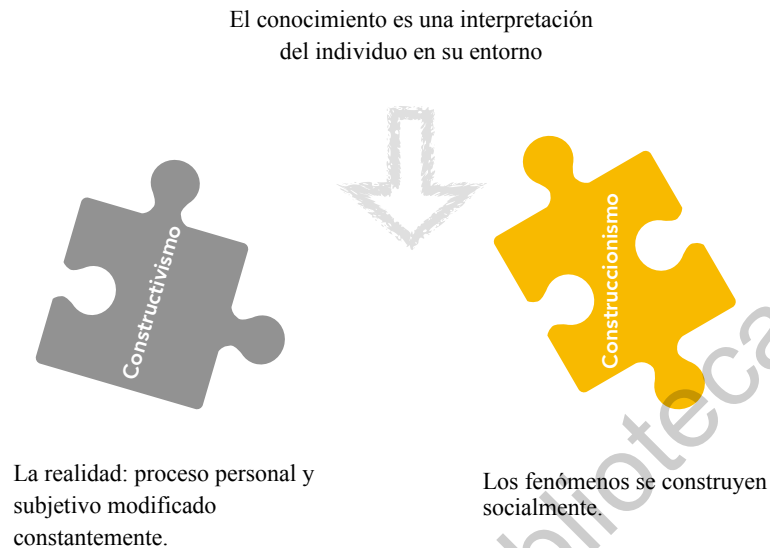 El conocimiento es una interpretación
del individuo en su entorno
Constructivismo
Construccionismo
La realidad: proceso personal y
subjetivo modificado
constantemente.
Los fenómenos se construyen
socialmente.